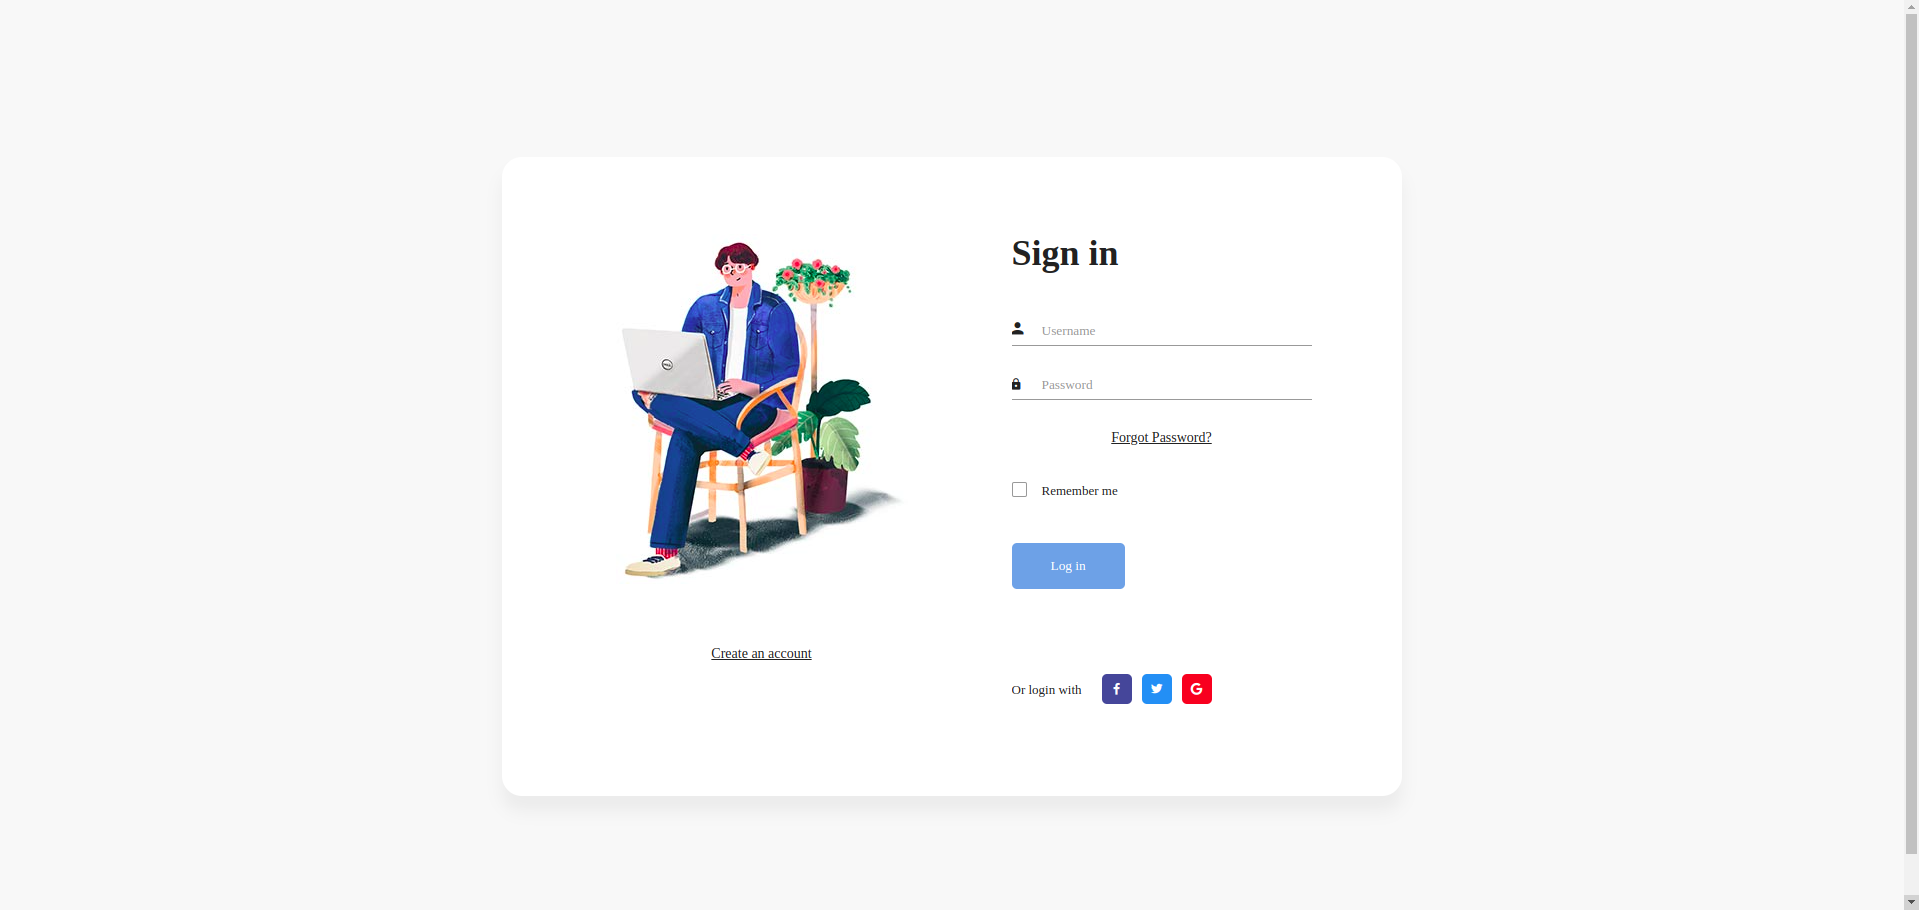 Sign in
Username
Password
Forgot Password?
Remember me
Log in
Create an account
Or login with